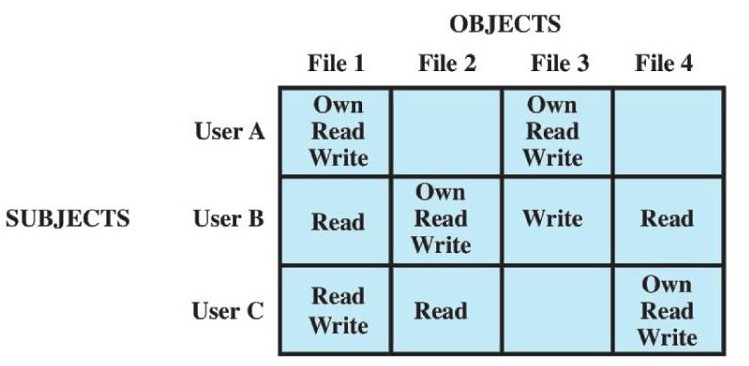 OBJECTS
File 1 File 2 File 3 File 4
SUBJECTS
User A
Own
Read
Write
Own
Read
Write
User B
Read
Own
Read
Write
Write
Read
User C
Read
Write
Read
Own
Read
Write